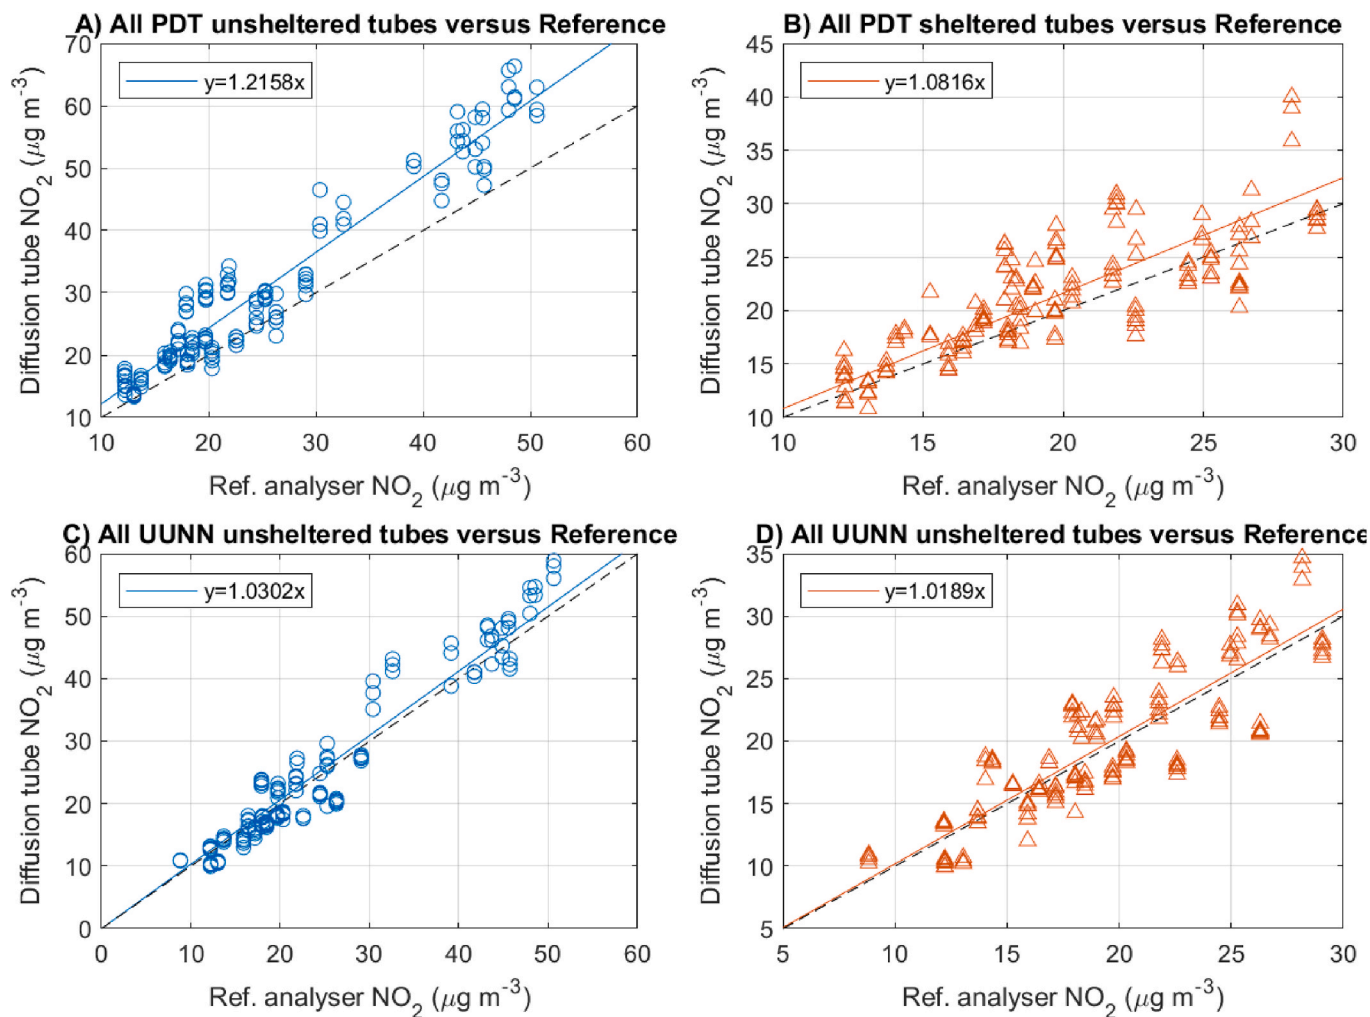 A) All PDT unsheltered tubes versus Reference
70
60
50
40
30
20
10
10 20 30 40 50 60
y=1.2158x
Diffusion tube NO2 (μg m-3)
Ref. analyser NO2 (μg m-3)
B) All PDT sheltered tubes versus Reference
45
40
35
30
25
20
15
10
10 15 20 25 30
y=1.0816x
Diffusion tube NO2 (μg m-3)
Ref. analyser NO2 (μg m-3)
C) All UUNN unsheltered tubes versus Reference
60
50
40
30
20
10
0
0 10 20 30 40 50 60
y=1.0302x
Diffusion tube NO2 (μg m-3)
Ref. analyser NO2 (μg m-3)
D) All UUNN unsheltered tubes versus Reference
35
30
25
20
15
10
5
5 10 15 20 25 30
y=1.0189x
Diffusion tube NO2 (μg m-3)
Ref. analyser NO2 (μg m-3)